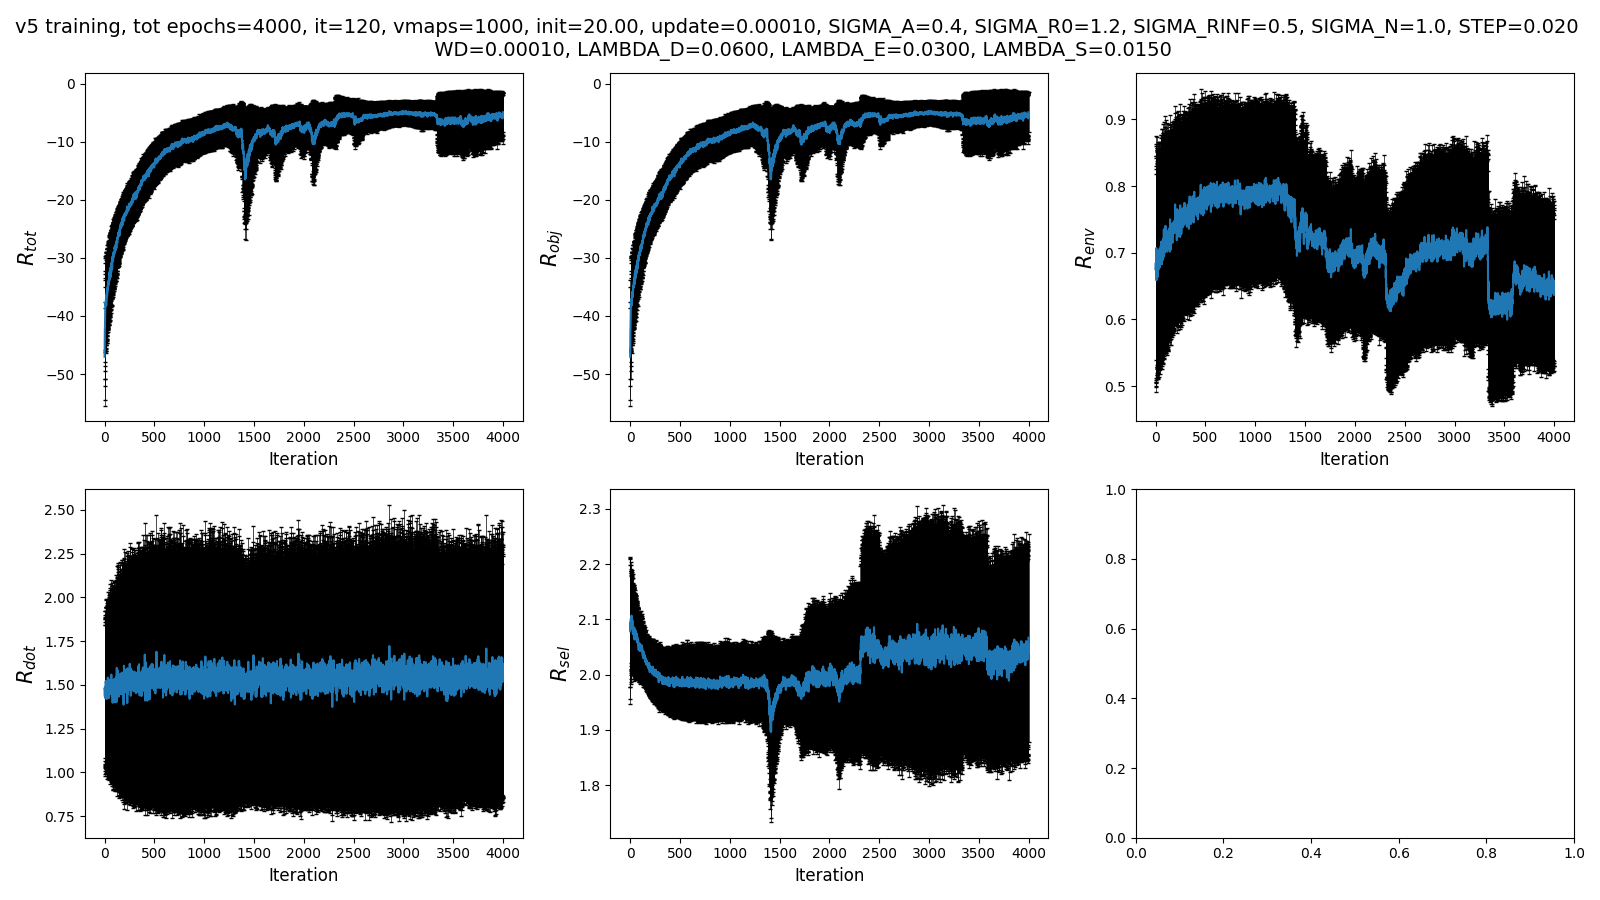 v5 training, tot epochs=4000, it=120, vmaps=1000, init=20.00, update=0.00010, SIGMA_A=0.4, SIGMA_R0=1.2, SIGMA_RINF=0.5, SIGMA_N=1.0, STEP=0.020
WD=0.00010, LAMBDA_D=0.0600, LAMBDA_E=0.0300, LAMBDA_S=0.0150
R_tot
0
−10
−20
−30
−40
−50
0 500 1000 1500 2000 2500 3000 3500 4000
Iteration
R_obj
0
−10
−20
−30
−40
−50
0 500 1000 1500 2000 2500 3000 3500 4000
Iteration
R_env
0.9
0.8
0.7
0.6
0.5
0 500 1000 1500 2000 2500 3000 3500 4000
Iteration
R_dot
2.50
2.25
2.00
1.75
1.50
1.25
1.00
0.75
0 500 1000 1500 2000 2500 3000 3500 4000
Iteration
R_sel
2.3
2.2
2.1
2.0
1.9
1.8
0 500 1000 1500 2000 2500 3000 3500 4000
Iteration
1.0
0.8
0.6
0.4
0.2
0.0
0.0 0.2 0.4 0.6 0.8 1.0